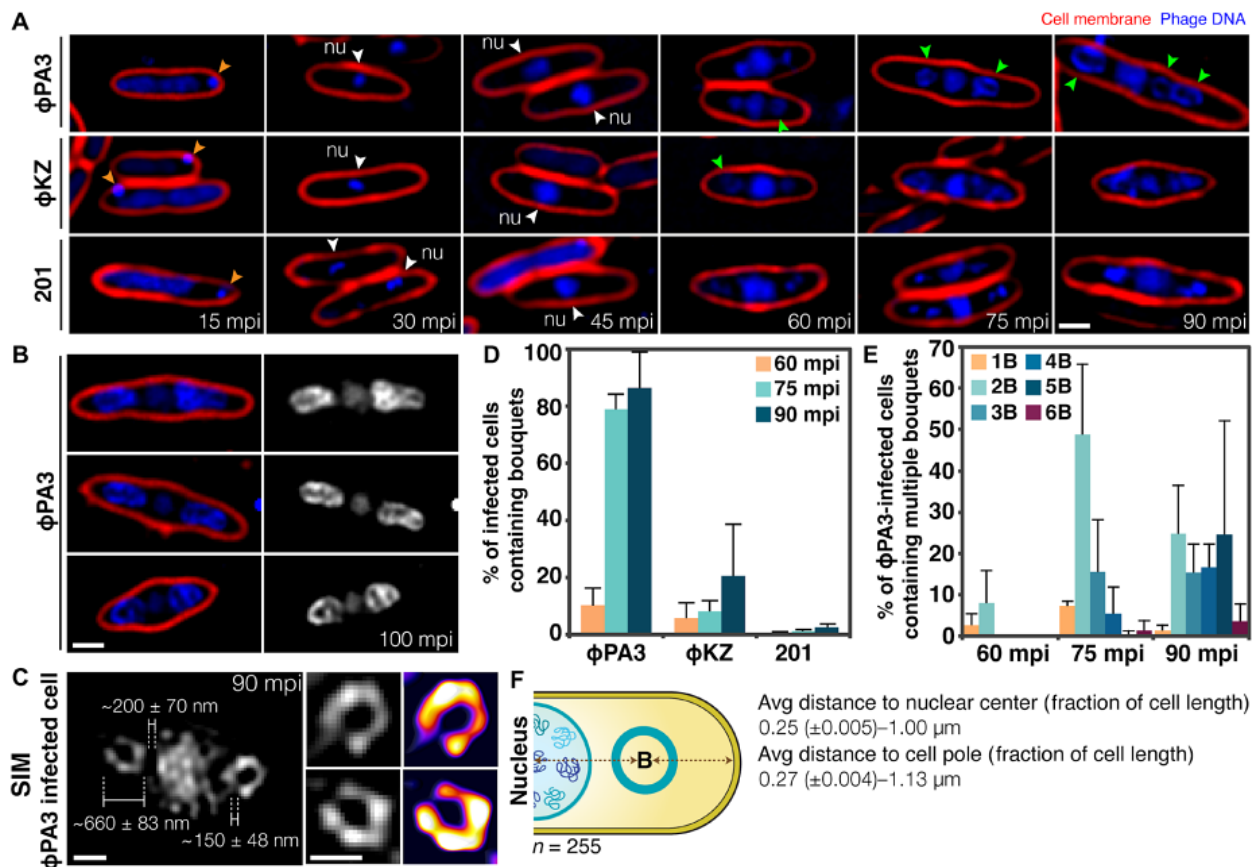 A
Cell membrane Phage DNA
ϕPA3
nu
nu
nu
ϕKZ
nu
nu
201
nu
nu
15 mpi
30 mpi
45 mpi
60 mpi
75 mpi
90 mpi
B
ϕPA3
100 mpi
C
SIM
ϕPA3 infected cell
90 mpi
~200 ± 70 nm
~660 ± 83 nm
~150 ± 48 nm
D
% of infected cells
containing bouquets
100
80
60
40
20
0
60 mpi
75 mpi
90 mpi
ϕPA3 ϕKZ 201
E
% of ϕPA3-infected cells
containing multiple bouquets
70
60
50
40
30
20
10
0
1B 4B
2B 5B
3B 6B
60 mpi 75 mpi 90 mpi
F
Nucleus
B
n = 255
Avg distance to nuclear center (fraction of cell length)
0.25 (±0.005)–1.00 µm
Avg distance to cell pole (fraction of cell length)
0.27 (±0.004)–1.13 µm